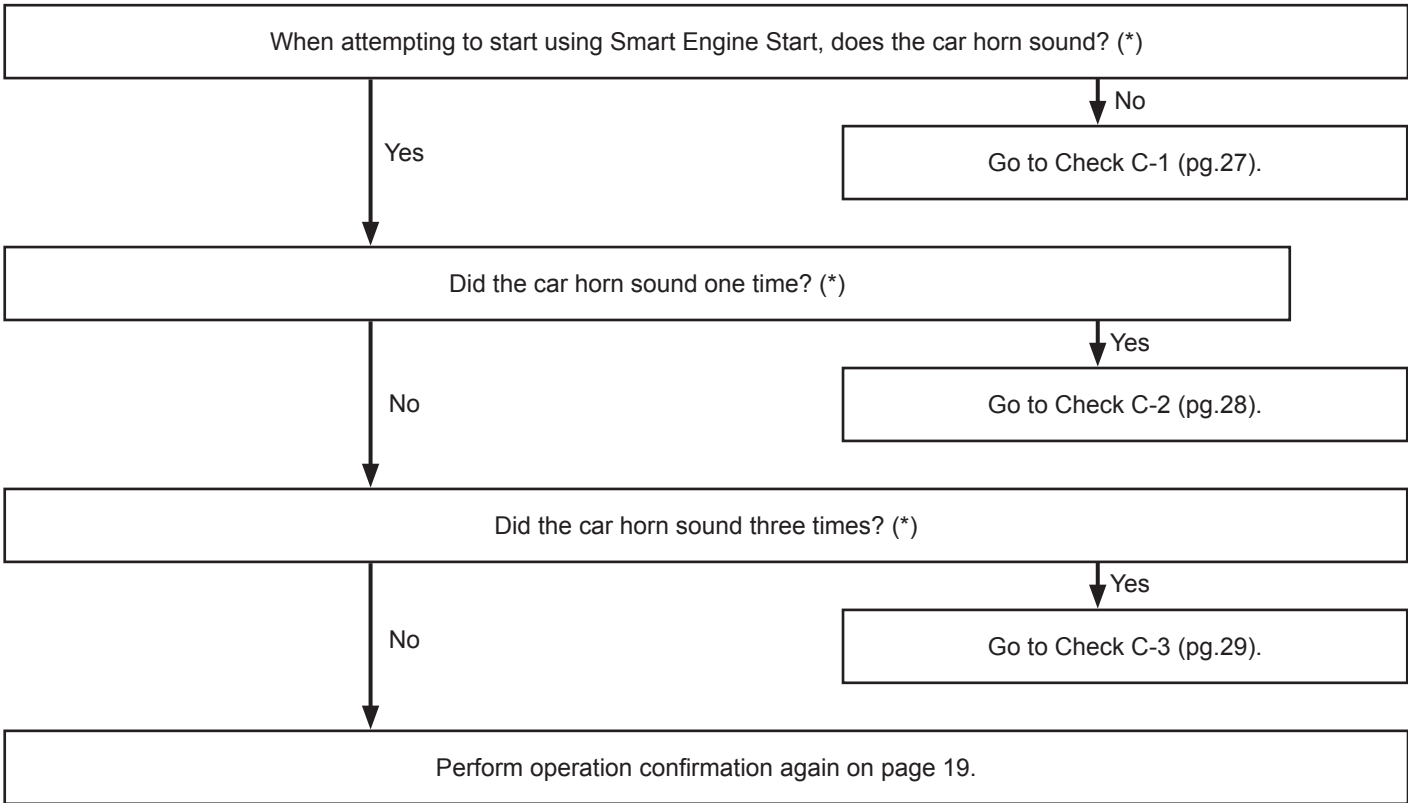 When attempting to start using Smart Engine Start, does the car horn sound? (*)
No
Yes
Go to Check C-1 (pg.27).
Did the car horn sound one time? (*)
Yes
No
Go to Check C-2 (pg.28).
Did the car horn sound three times? (*)
Yes
No
Go to Check C-3 (pg.29).
Perform operation confirmation again on page 19.